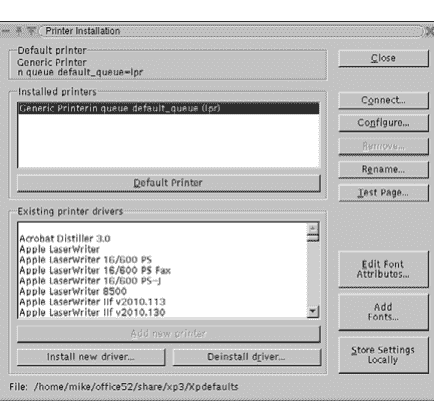 Printer Installation
Default printer
Generic Printer
n queue default_queue=lpr
Close
Installed printers
Generic Printerin queue default_queue (lpr)
Connect...
Configure...
Remove...
Rename...
Default Printer
Test Page...
Existing printer drivers
Acrobat Distiller 3.0
Apple LaserWriter
Apple LaserWriter 16/600 PS
Apple LaserWriter 16/600 PS Fax
Apple LaserWriter 16/600 PS-J
Apple LaserWriter 8500
Apple LaserWriter IIf v2010.113
Apple LaserWriter IIf v2010.130
Edit Font
Attributes...
Add
Fonts...
Add new printer
Install new driver...
Deinstall driver...
Store Settings
Locally
File: /home/mike/office52/share/xp3/Xpdefaults